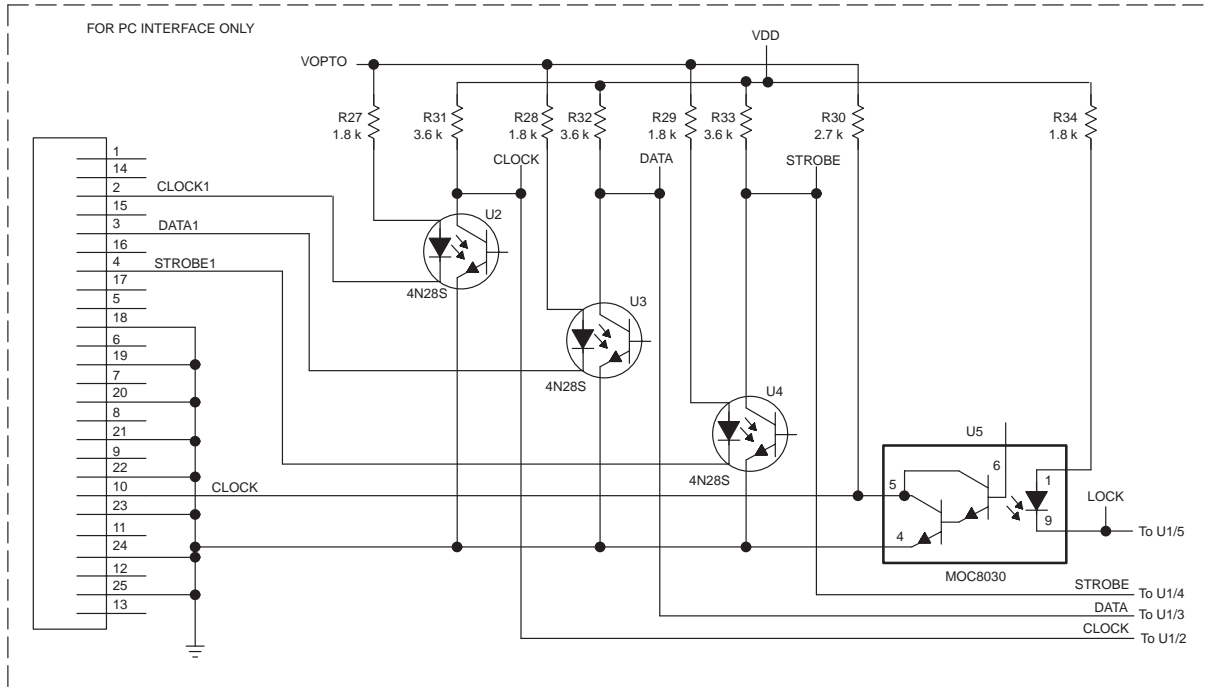 FOR PC INTERFACE ONLY
VDD
VOPTO
R27
1.8 k
R31
3.6 k
R28
1.8 k
R32
3.6 k
R29
1.8 k
R33
3.6 k
R30
2.7 k
R34
1.8 k
CLOCK
DATA
STROBE
1
14
2
CLOCK1
15
3
DATA1
16
4
STROBE1
17
5
18
6
19
7
20
8
21
9
22
10
CLOCK
23
11
24
12
25
13
U2
4N28S
U3
4N28S
U4
4N28S
U5
6
1
5
9
4
MOC8030
LOCK
To U1/5
STROBE
To U1/4
DATA
To U1/3
CLOCK
To U1/2